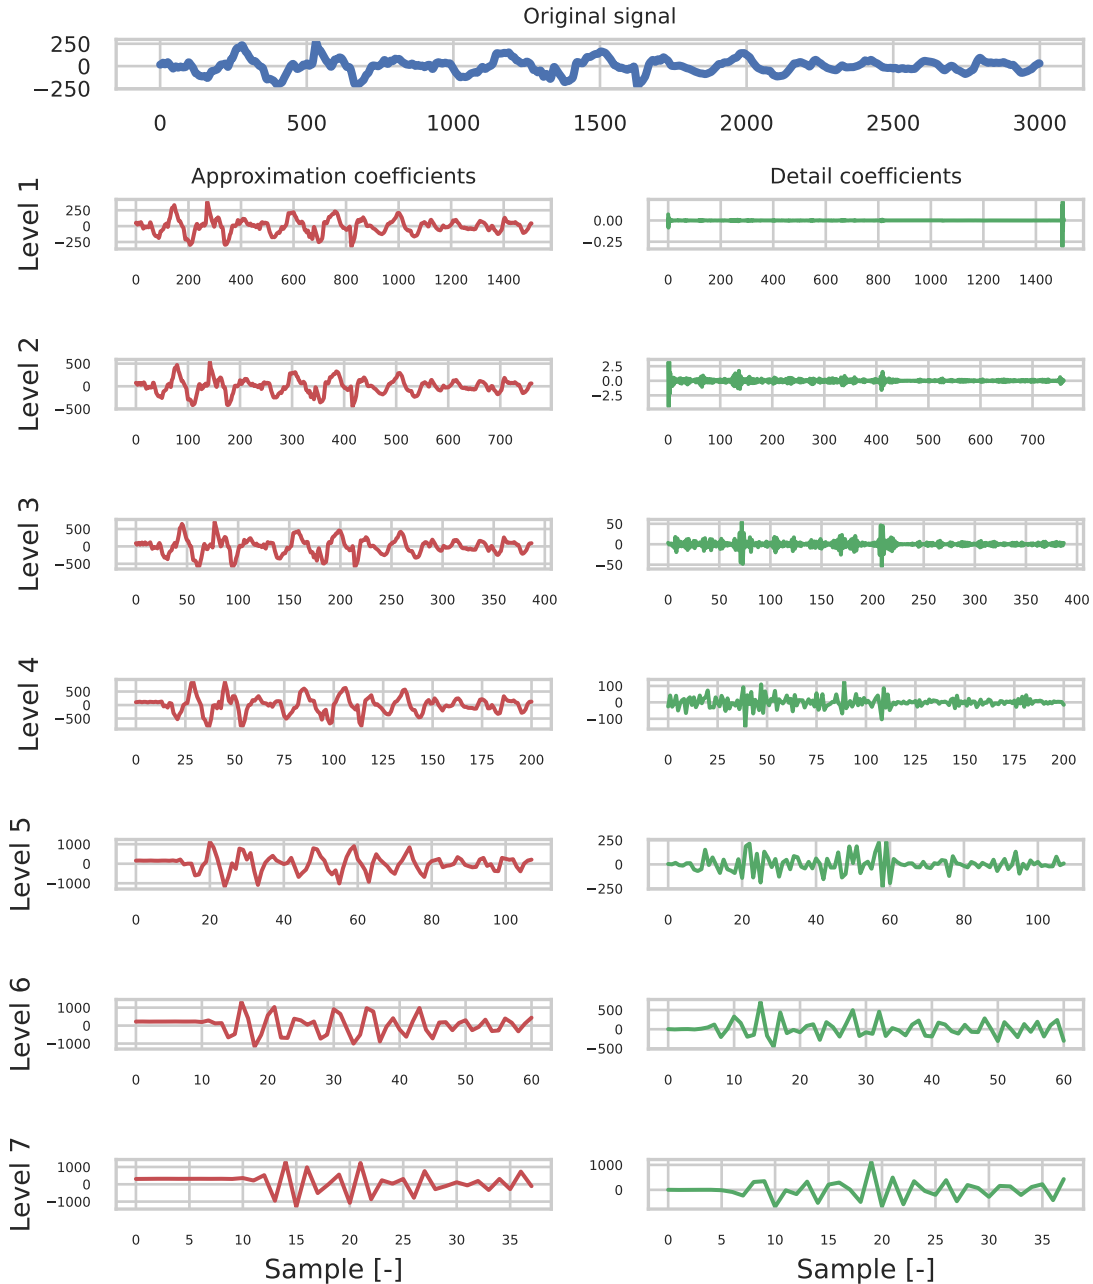 Original signal
250
0
−250
0 500 1000 1500 2000 2500 3000
Level 1
Approximation coefficients
250
0
−250
0 200 400 600 800 1000 1200 1400
Detail coefficients
0.00
−0.25
0 200 400 600 800 1000 1200 1400
Level 2
500
0
−500
0 100 200 300 400 500 600 700
2.5
0.0
−2.5
0 100 200 300 400 500 600 700
Level 3
500
0
−500
0 50 100 150 200 250 300 350 400
50
0
−50
0 50 100 150 200 250 300 350 400
Level 4
500
0
−500
0 25 50 75 100 125 150 175 200
100
0
−100
0 25 50 75 100 125 150 175 200
Level 5
1000
0
−1000
0 20 40 60 80 100
250
0
−250
0 20 40 60 80 100
Level 6
1000
0
−1000
0 10 20 30 40 50 60
500
0
−500
0 10 20 30 40 50 60
Level 7
1000
0
−1000
0 5 10 15 20 25 30 35
Sample [-]
1000
0
0 5 10 15 20 25 30 35
Sample [-]